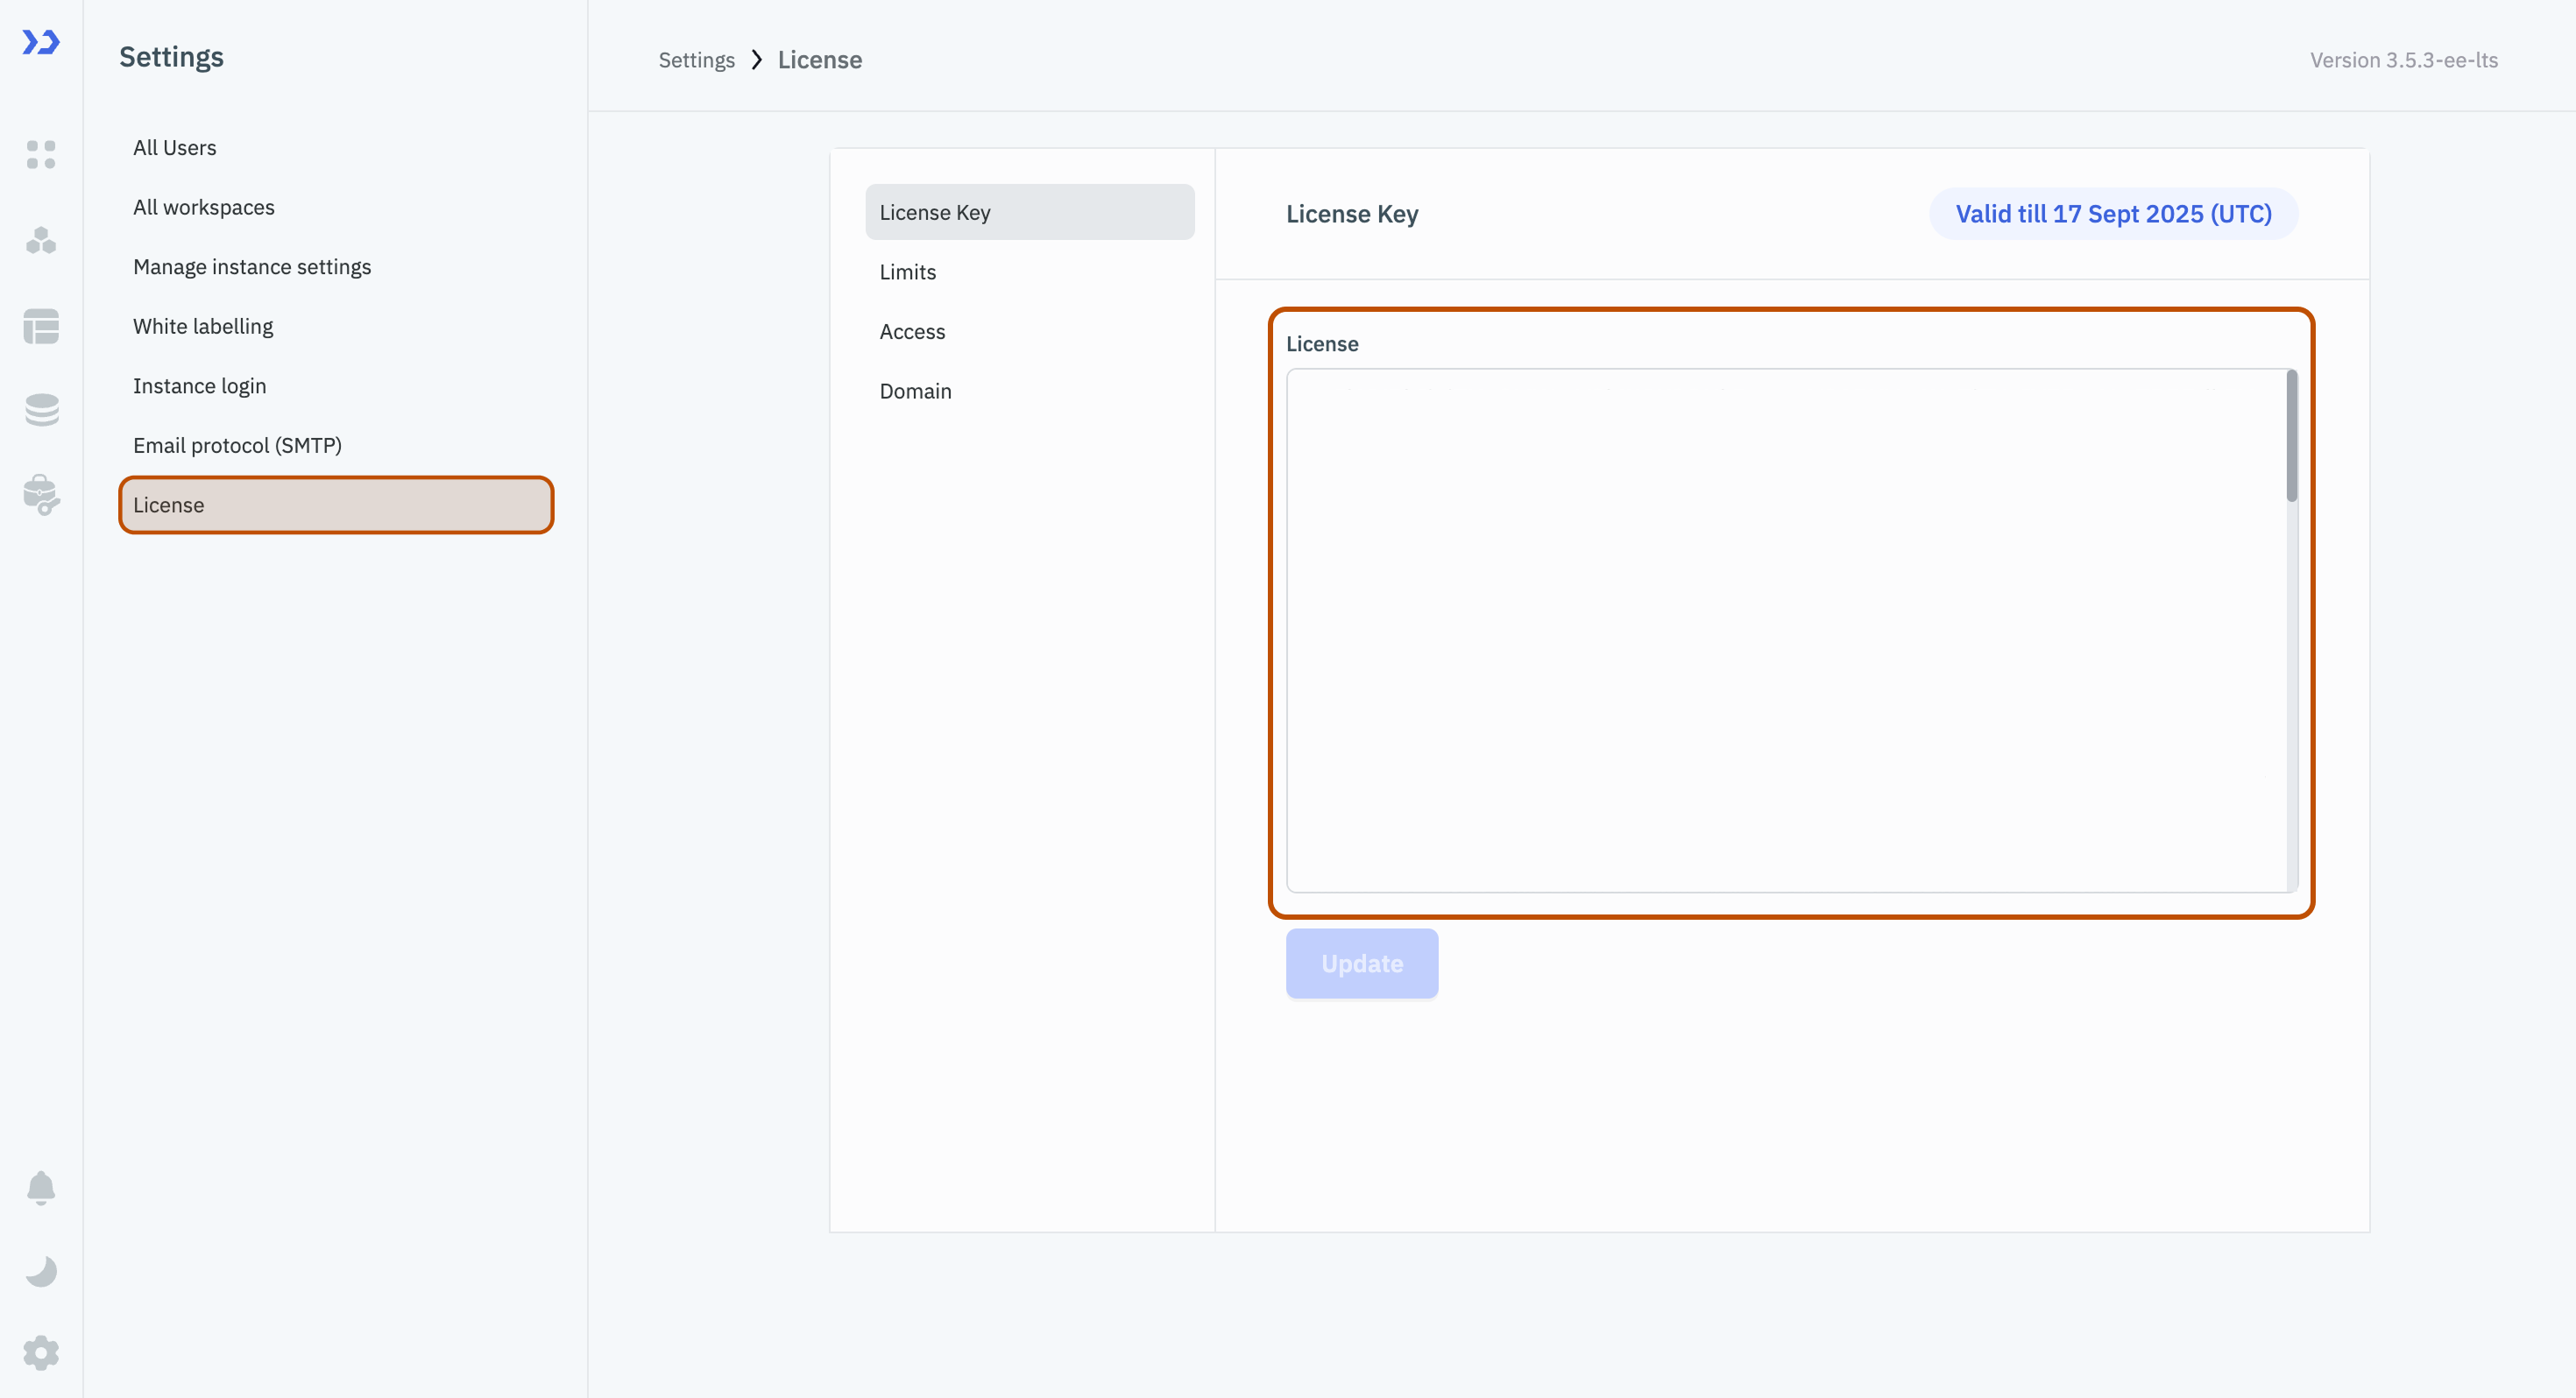 Settings
All Users
All workspaces
Manage instance settings
White labelling
Instance login
Email protocol (SMTP)
License
Settings > License
Version 3.5.3-ee-lts
License Key
Limits
Access
Domain
License Key
Valid till 17 Sept 2025 (UTC)
License
Update